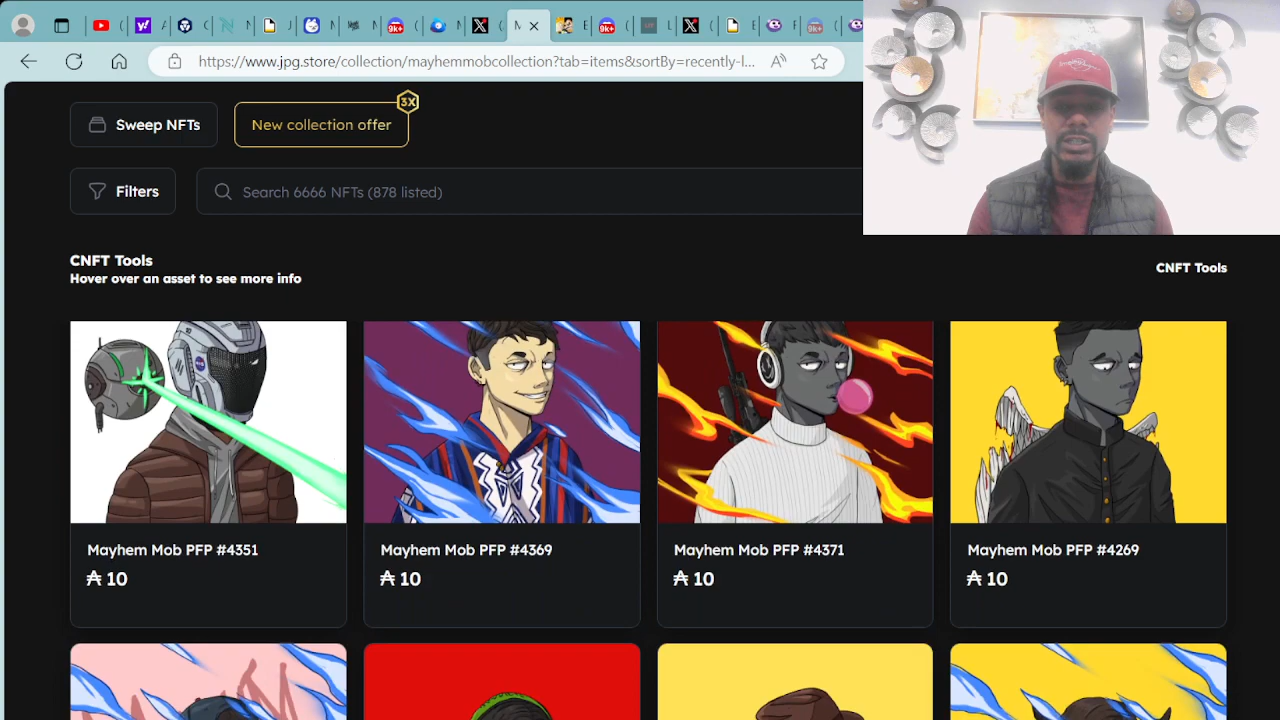 https://www.jpg.store/collection/mayhemmobcollection?tab=items&sortBy=recently-l...
Sweep NFTs
New collection offer
3X
Filters
Search 6666 NFTs (878 listed)
CNFT Tools
Hover over an asset to see more info
CNFT Tools
Mayhem Mob PFP #4351
₳ 10
Mayhem Mob PFP #4369
₳ 10
Mayhem Mob PFP #4371
₳ 10
Mayhem Mob PFP #4269
₳ 10